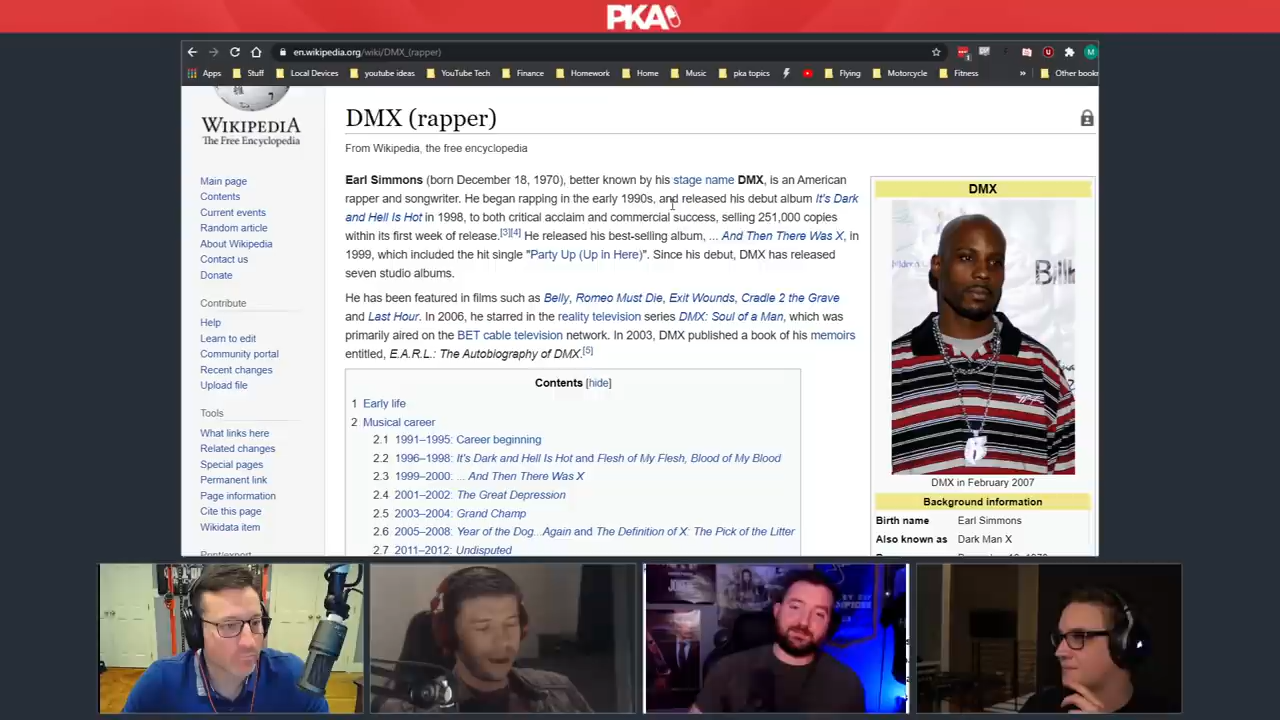 PKA
en.wikipedia.org/wiki/DMX_(rapper)
Apps Stuff Local Devices youtube ideas YouTube Tech Finance Homework Home Music pka topics Flying Motorcycle Fitness » Other book
WIKIPEDIA
The Free Encyclopedia
Main page
Contents
Current events
Random article
About Wikipedia
Contact us
Donate
Contribute
Help
Learn to edit
Community portal
Recent changes
Upload file
Tools
What links here
Related changes
Special pages
Permanent link
Page information
Cite this page
Wikidata item
Print/export
DMX (rapper)
From Wikipedia, the free encyclopedia
Earl Simmons (born December 18, 1970), better known by his stage name DMX, is an American
rapper and songwriter. He began rapping in the early 1990s, and released his debut album It's Dark
and Hell Is Hot in 1998, to both critical acclaim and commercial success, selling 251,000 copies
within its first week of release.[3][4] He released his best-selling album, ... And Then There Was X, in
1999, which included the hit single "Party Up (Up in Here)". Since his debut, DMX has released
seven studio albums.
He has been featured in films such as Belly, Romeo Must Die, Exit Wounds, Cradle 2 the Grave
and Last Hour. In 2006, he starred in the reality television series DMX: Soul of a Man, which was
primarily aired on the BET cable television network. In 2003, DMX published a book of his memoirs
entitled, E.A.R.L.: The Autobiography of DMX.[5]
Contents [hide]
1 Early life
2 Musical career
2.1 1991–1995: Career beginning
2.2 1996–1998: It's Dark and Hell Is Hot and Flesh of My Flesh, Blood of My Blood
2.3 1999–2000: ... And Then There Was X
2.4 2001–2002: The Great Depression
2.5 2003–2004: Grand Champ
2.6 2005–2008: Year of the Dog...Again and The Definition of X: The Pick of the Litter
2.7 2011–2012: Undisputed
DMX
DMX in February 2007
Background information
Birth name Earl Simmons
Also known as Dark Man X